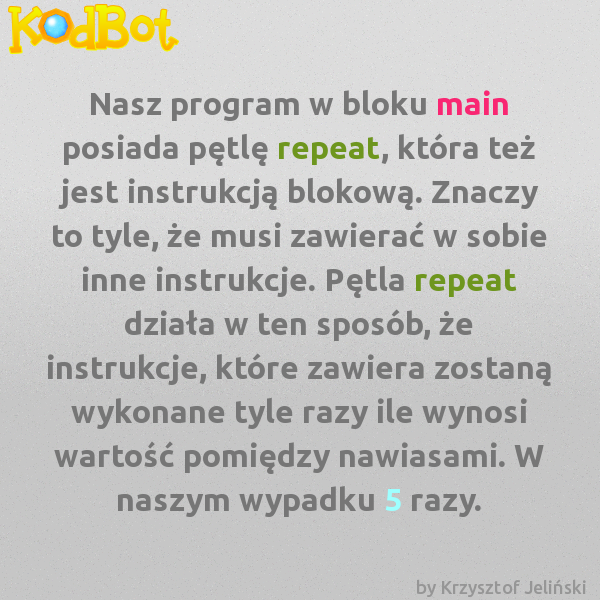 KodBot
Nasz program w bloku main
posiada pętlę repeat, która też
jest instrukcją blokową. Znaczy
to tyle, że musi zawierać w sobie
inne instrukcje. Pętla repeat
działa w ten sposób, że
instrukcje, które zawiera zostaną
wykonane tyle razy ile wynosi
wartość pomiędzy nawiasami. W
naszym wypadku 5 razy.
by Krzysztof Jeliński